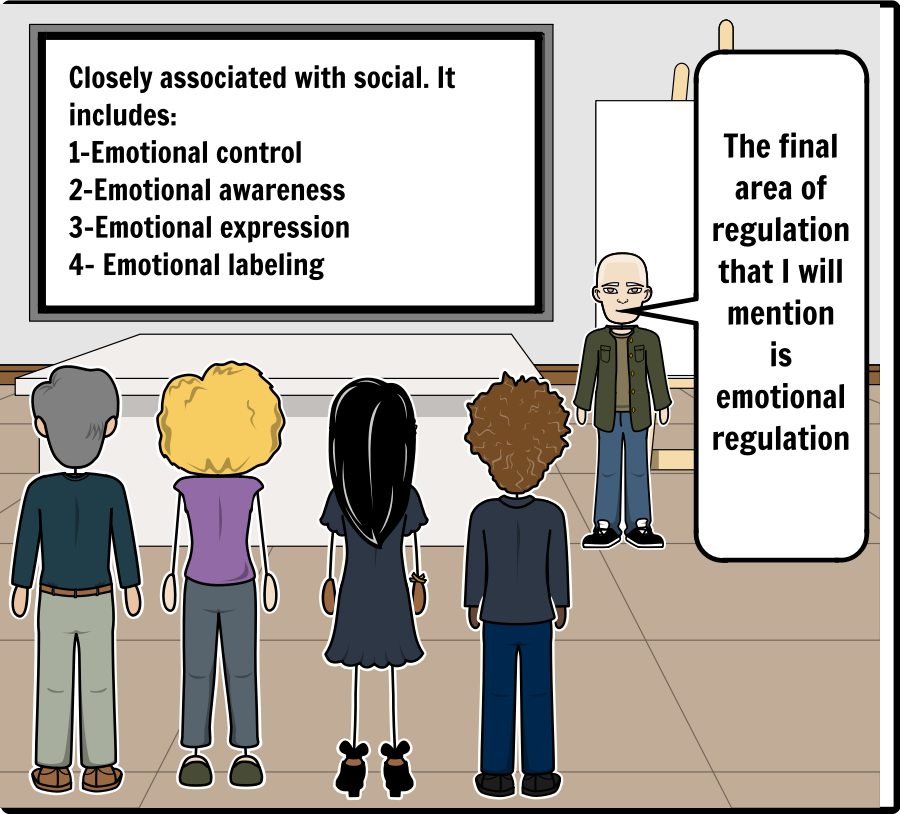 Closely associated with social. It
includes:
1-Emotional control
2-Emotional awareness
3-Emotional expression
4- Emotional labeling
The final
area of
regulation
that I will
mention
is
emotional
regulation